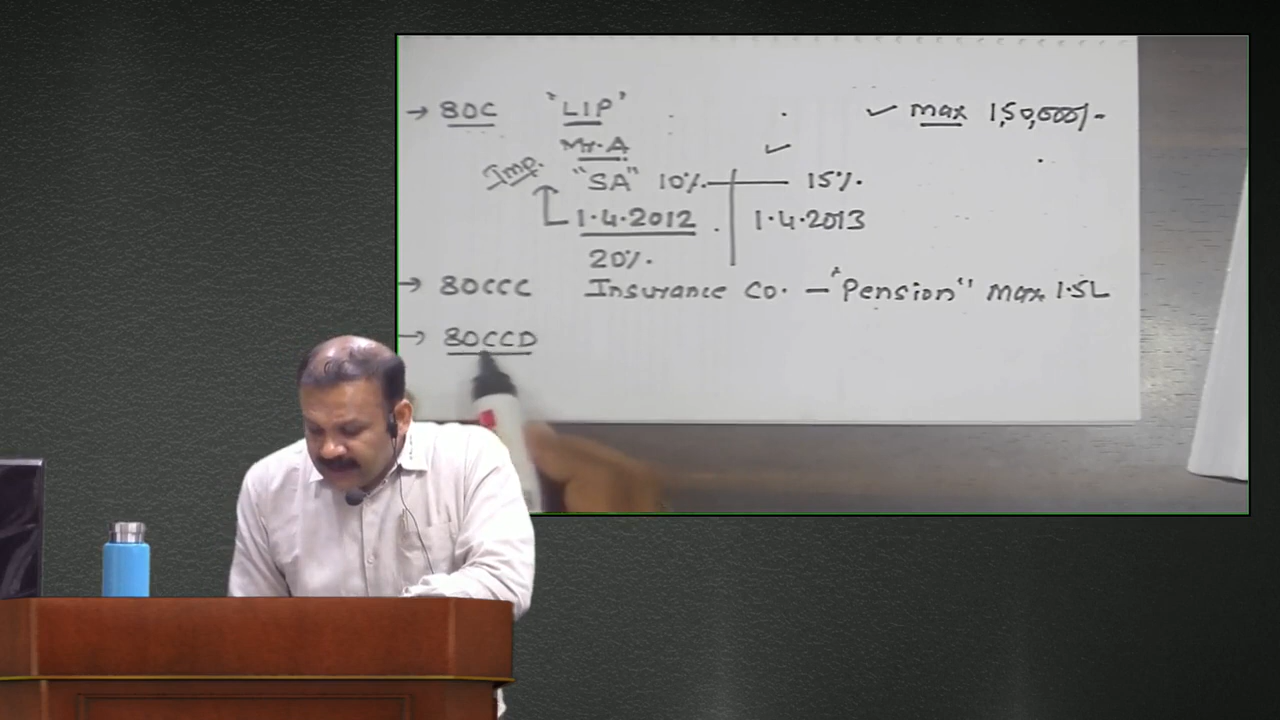 → 80C "LIP" ✓ max 1,50,000/-
Mr. A ✓
Imp. "SA" 10% 15%.
1.4.2012 1.4.2013
20%.
→ 80CCC Insurance Co. - "Pension" max 1.5L
→ 80CCD